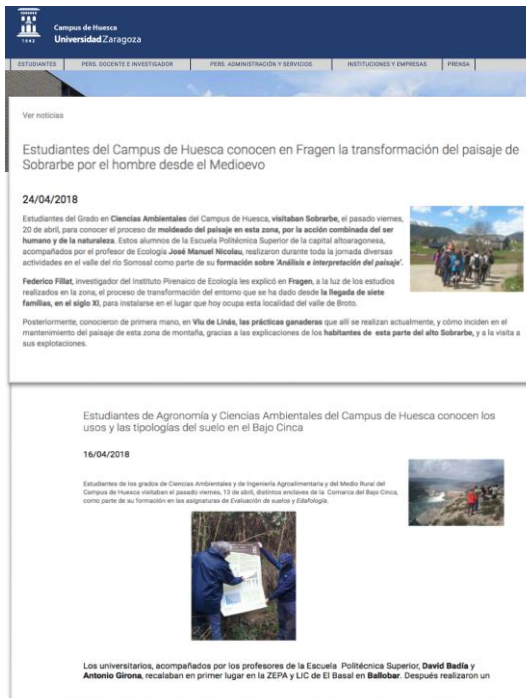 1542
Campus de Huesca
Universidad Zaragoza
ESTUDIANTES PERS. DOCENTE E INVESTIGADOR PERS. ADMINISTRACIÓN Y SERVICIOS INSTITUCIONES Y EMPRESAS PRENSA
Ver noticias
Estudiantes del Campus de Huesca conocen en Fragen la transformación del paisaje de
Sobrarbe por el hombre desde el Medioevo
24/04/2018
Estudiantes del Grado en Ciencias Ambientales del Campus de Huesca, visitaban Sobrarbe, el pasado viernes,
20 de abril, para conocer el proceso de moldeado del paisaje en esta zona, por la acción combinada del ser
humano y de la naturaleza. Estos alumnos de la Escuela Politécnica Superior de la capital altoaragonesa,
acompañados por el profesor de Ecología José Manuel Nicolau, realizaron durante toda la jornada diversas
actividades en el valle del río Sorrosal como parte de su formación sobre 'Análisis e interpretación del paisaje'.
Federico Fillat, investigador del Instituto Pirenaico de Ecología les explicó en Fragen, a la luz de los estudios
realizados en la zona, el proceso de transformación del entorno que se ha dado desde la llegada de siete
familias, en el siglo XI, para instalarse en el lugar que hoy ocupa esta localidad del valle de Broto.
Posteriormente, conocieron de primera mano, en Viu de Linás, las prácticas ganaderas que allí se realizan actualmente, y cómo inciden en el
mantenimiento del paisaje de esta zona de montaña, gracias a las explicaciones de los habitantes de esta parte del alto Sobrarbe, y a la visita a
sus explotaciones.
Estudiantes de Agronomía y Ciencias Ambientales del Campus de Huesca conocen los
usos y las tipologías del suelo en el Bajo Cinca
16/04/2018
Estudiantes de los grados de Ciencias Ambientales y de Ingeniería Agroalimentaria y del Medio Rural del
Campus de Huesca visitaban el pasado viernes, 13 de abril, distintos enclaves de la Comarca del Bajo Cinca,
como parte de su formación en las asignaturas de Evaluación de suelos y Edafología.
Los universitarios, acompañados por los profesores de la Escuela Politécnica Superior, David Badía y
Antonio Girona, recalaban en primer lugar en la ZEPA y LIC de El Basal en Ballobar. Después realizaron un